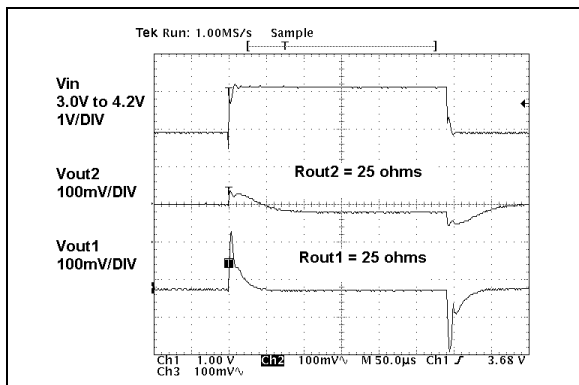 Tek Run: 1.00MS/s Sample
Vin
3.0V to 4.2V
1V/DIV
Rout2 = 25 ohms
Vout2
100mV/DIV
Vout1
100mV/DIV
Rout1 = 25 ohms
Ch1 1.00 V Ch2 100mV∿ M 50.0µs Ch1 ƒ 3.68 V
Ch3 100mV∿